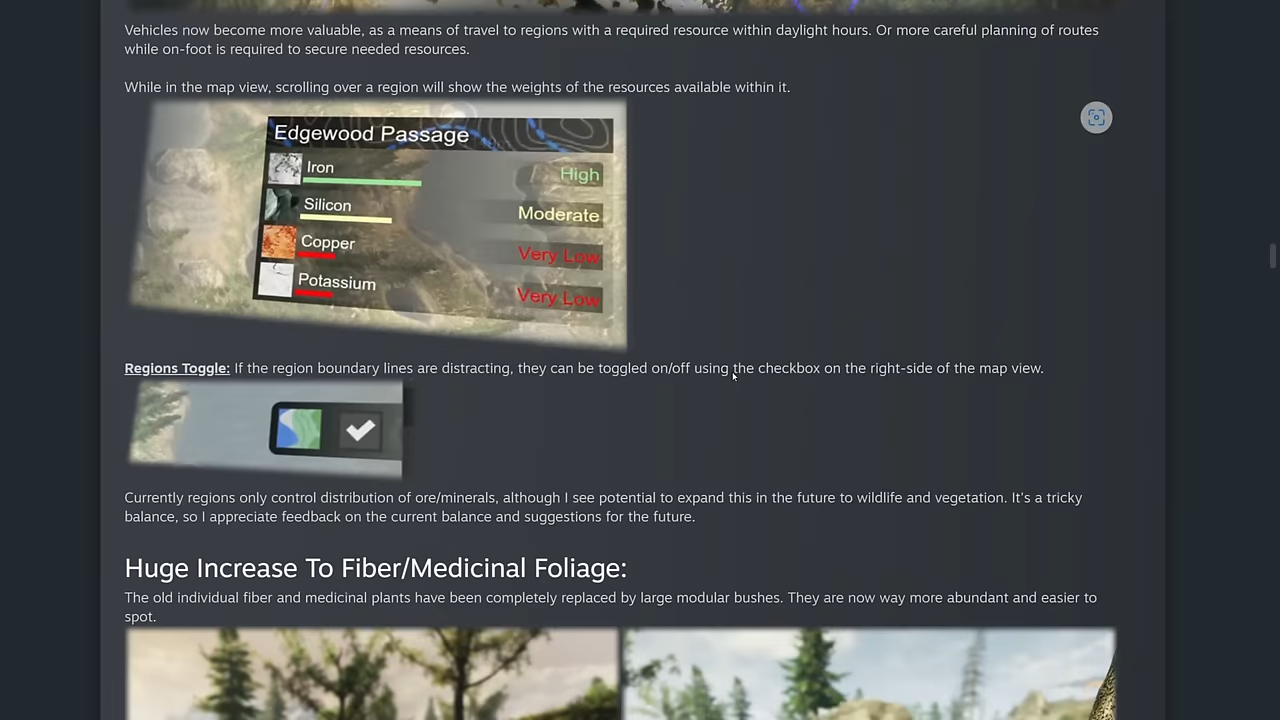 Vehicles now become more valuable, as a means of travel to regions with a required resource within daylight hours. Or more careful planning of routes
while on-foot is required to secure needed resources.
While in the map view, scrolling over a region will show the weights of the resources available within it.
Edgewood Passage
Iron High
Silicon Moderate
Copper Very Low
Potassium Very Low
Regions Toggle: If the region boundary lines are distracting, they can be toggled on/off using the checkbox on the right-side of the map view.
Currently regions only control distribution of ore/minerals, although I see potential to expand this in the future to wildlife and vegetation. It's a tricky
balance, so I appreciate feedback on the current balance and suggestions for the future.
Huge Increase To Fiber/Medicinal Foliage:
The old individual fiber and medicinal plants have been completely replaced by large modular bushes. They are now way more abundant and easier to
spot.